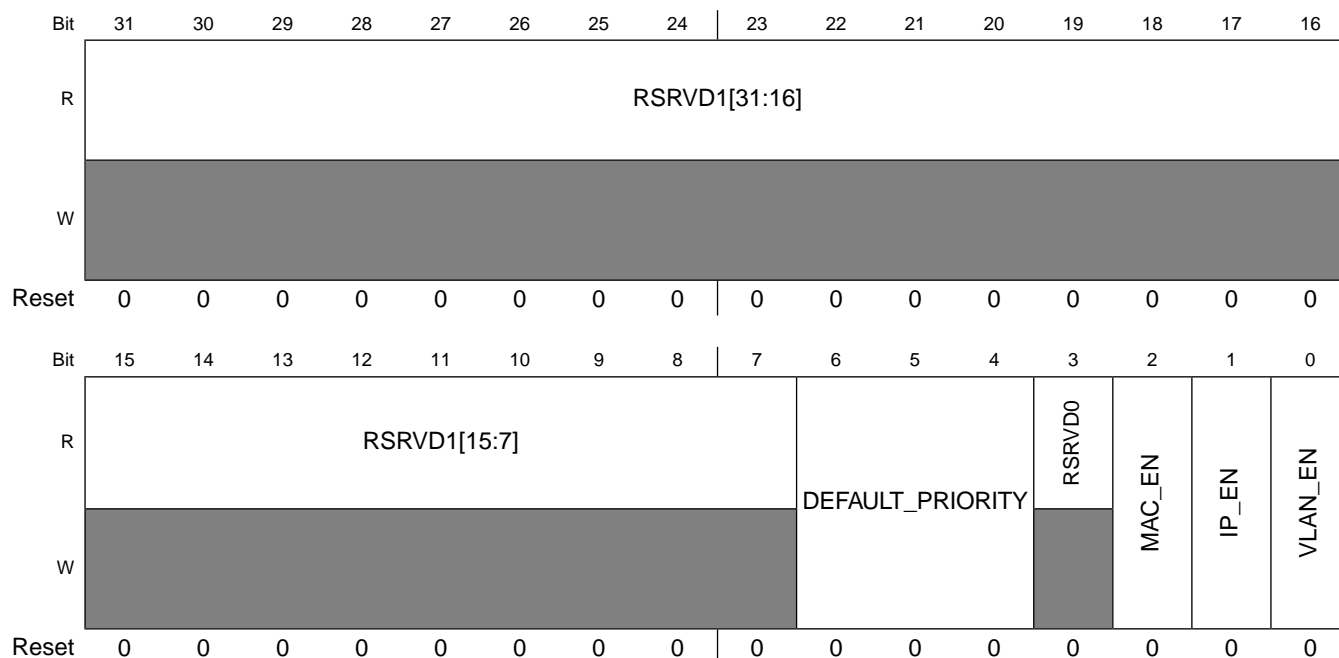 Bit 31 30 29 28 27 26 25 24 23 22 21 20 19 18 17 16
R RSRVD1[31:16]
W
Reset 0 0 0 0 0 0 0 0 0 0 0 0 0 0 0 0
Bit 15 14 13 12 11 10 9 8 7 6 5 4 3 2 1 0
R RSRVD1[15:7] DEFAULT_PRIORITY RSRVD0 MAC_EN IP_EN VLAN_EN
W
Reset 0 0 0 0 0 0 0 0 0 0 0 0 0 0 0 0